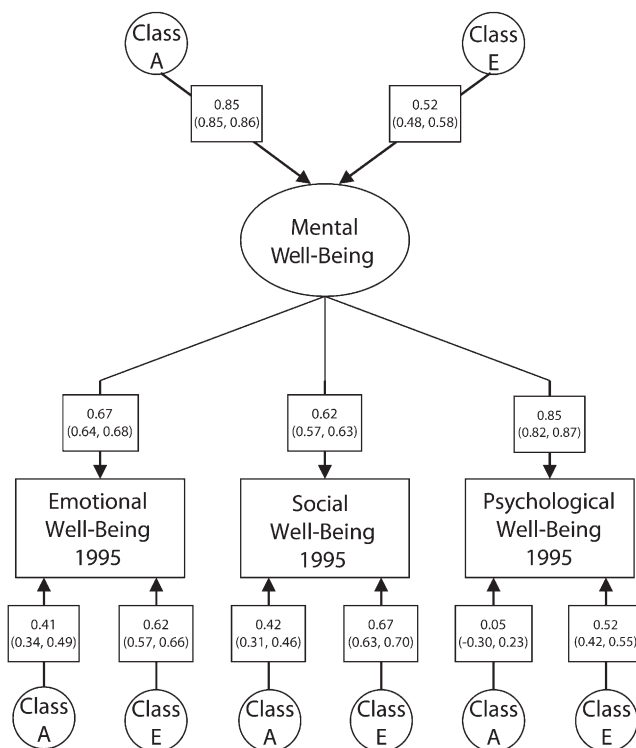 Class
A
Class
E
0.85
(0.85, 0.86)
0.52
(0.48, 0.58)
Mental
Well-Being
0.67
(0.64, 0.68)
0.62
(0.57, 0.63)
0.85
(0.82, 0.87)
Emotional
Well-Being
1995
Social
Well-Being
1995
Psychological
Well-Being
1995
0.41
(0.34, 0.49)
0.62
(0.57, 0.66)
0.42
(0.31, 0.46)
0.67
(0.63, 0.70)
0.05
(-0.30, 0.23)
0.52
(0.42, 0.55)
Class
A
Class
E
Class
A
Class
E
Class
A
Class
E